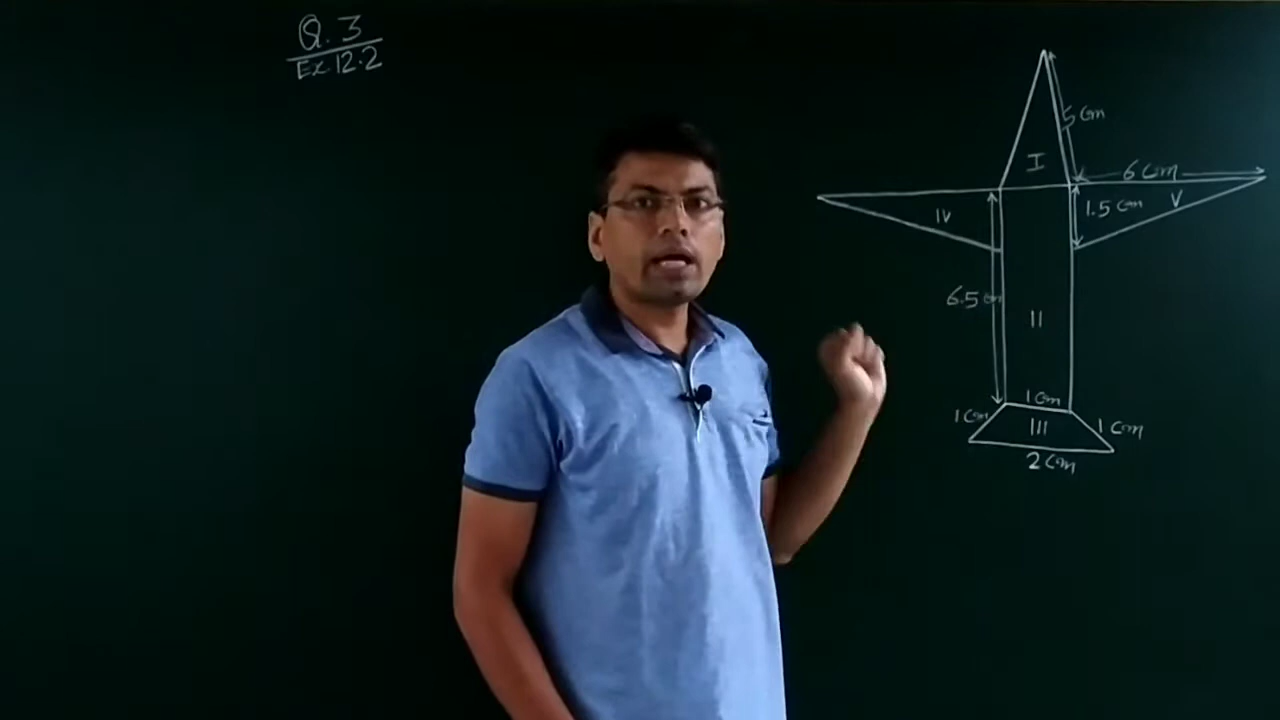 Q. 3
Ex. 12.2
5 cm
I
6 cm
IV
1.5 cm
V
6.5 cm
II
1 cm
1 cm
III
1 cm
2 cm